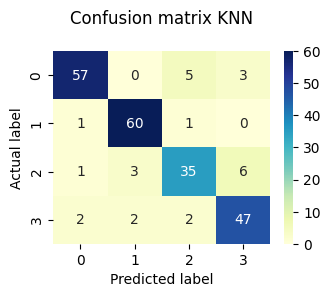 Confusion matrix KNN
0 57 0 5 3
1 1 60 1 0
2 1 3 35 6
3 2 2 2 47
0 1 2 3
Predicted label
Actual label
60
50
40
30
20
10
0